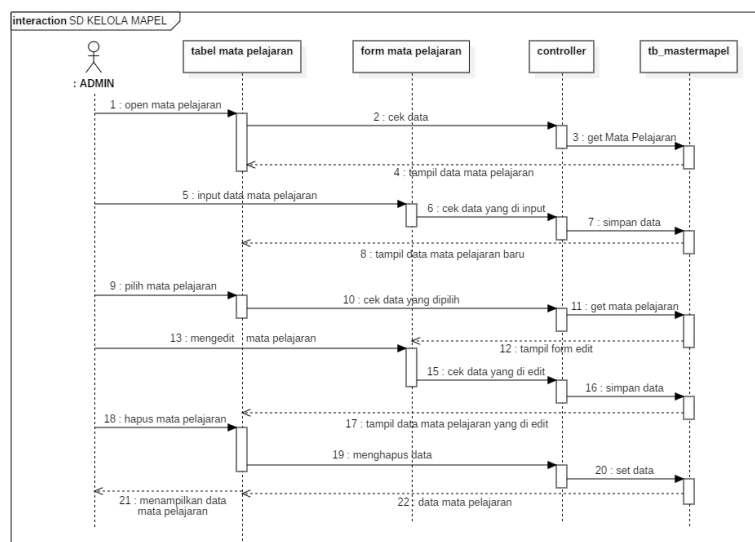 interaction SD KELOLA MAPEL
tabel mata pelajaran
form mata pelajaran
controller
tb_mastermapel
: ADMIN
1 : open mata pelajaran
2 : cek data
3 : get Mata Pelajaran
4 : tampil data mata pelajaran
5 : input data mata pelajaran
6 : cek data yang di input
7 : simpan data
8 : tampil data mata pelajaran baru
9 : pilih mata pelajaran
10 : cek data yang dipilih
11 : get mata pelajaran
12 : tampil form edit
13 : mengedit mata pelajaran
15 : cek data yang di edit
16 : simpan data
17 : tampil data mata pelajaran yang di edit
18 : hapus mata pelajaran
19 : menghapus data
20 : set data
21 : menampilkan data
mata pelajaran
22 : data mata pelajaran